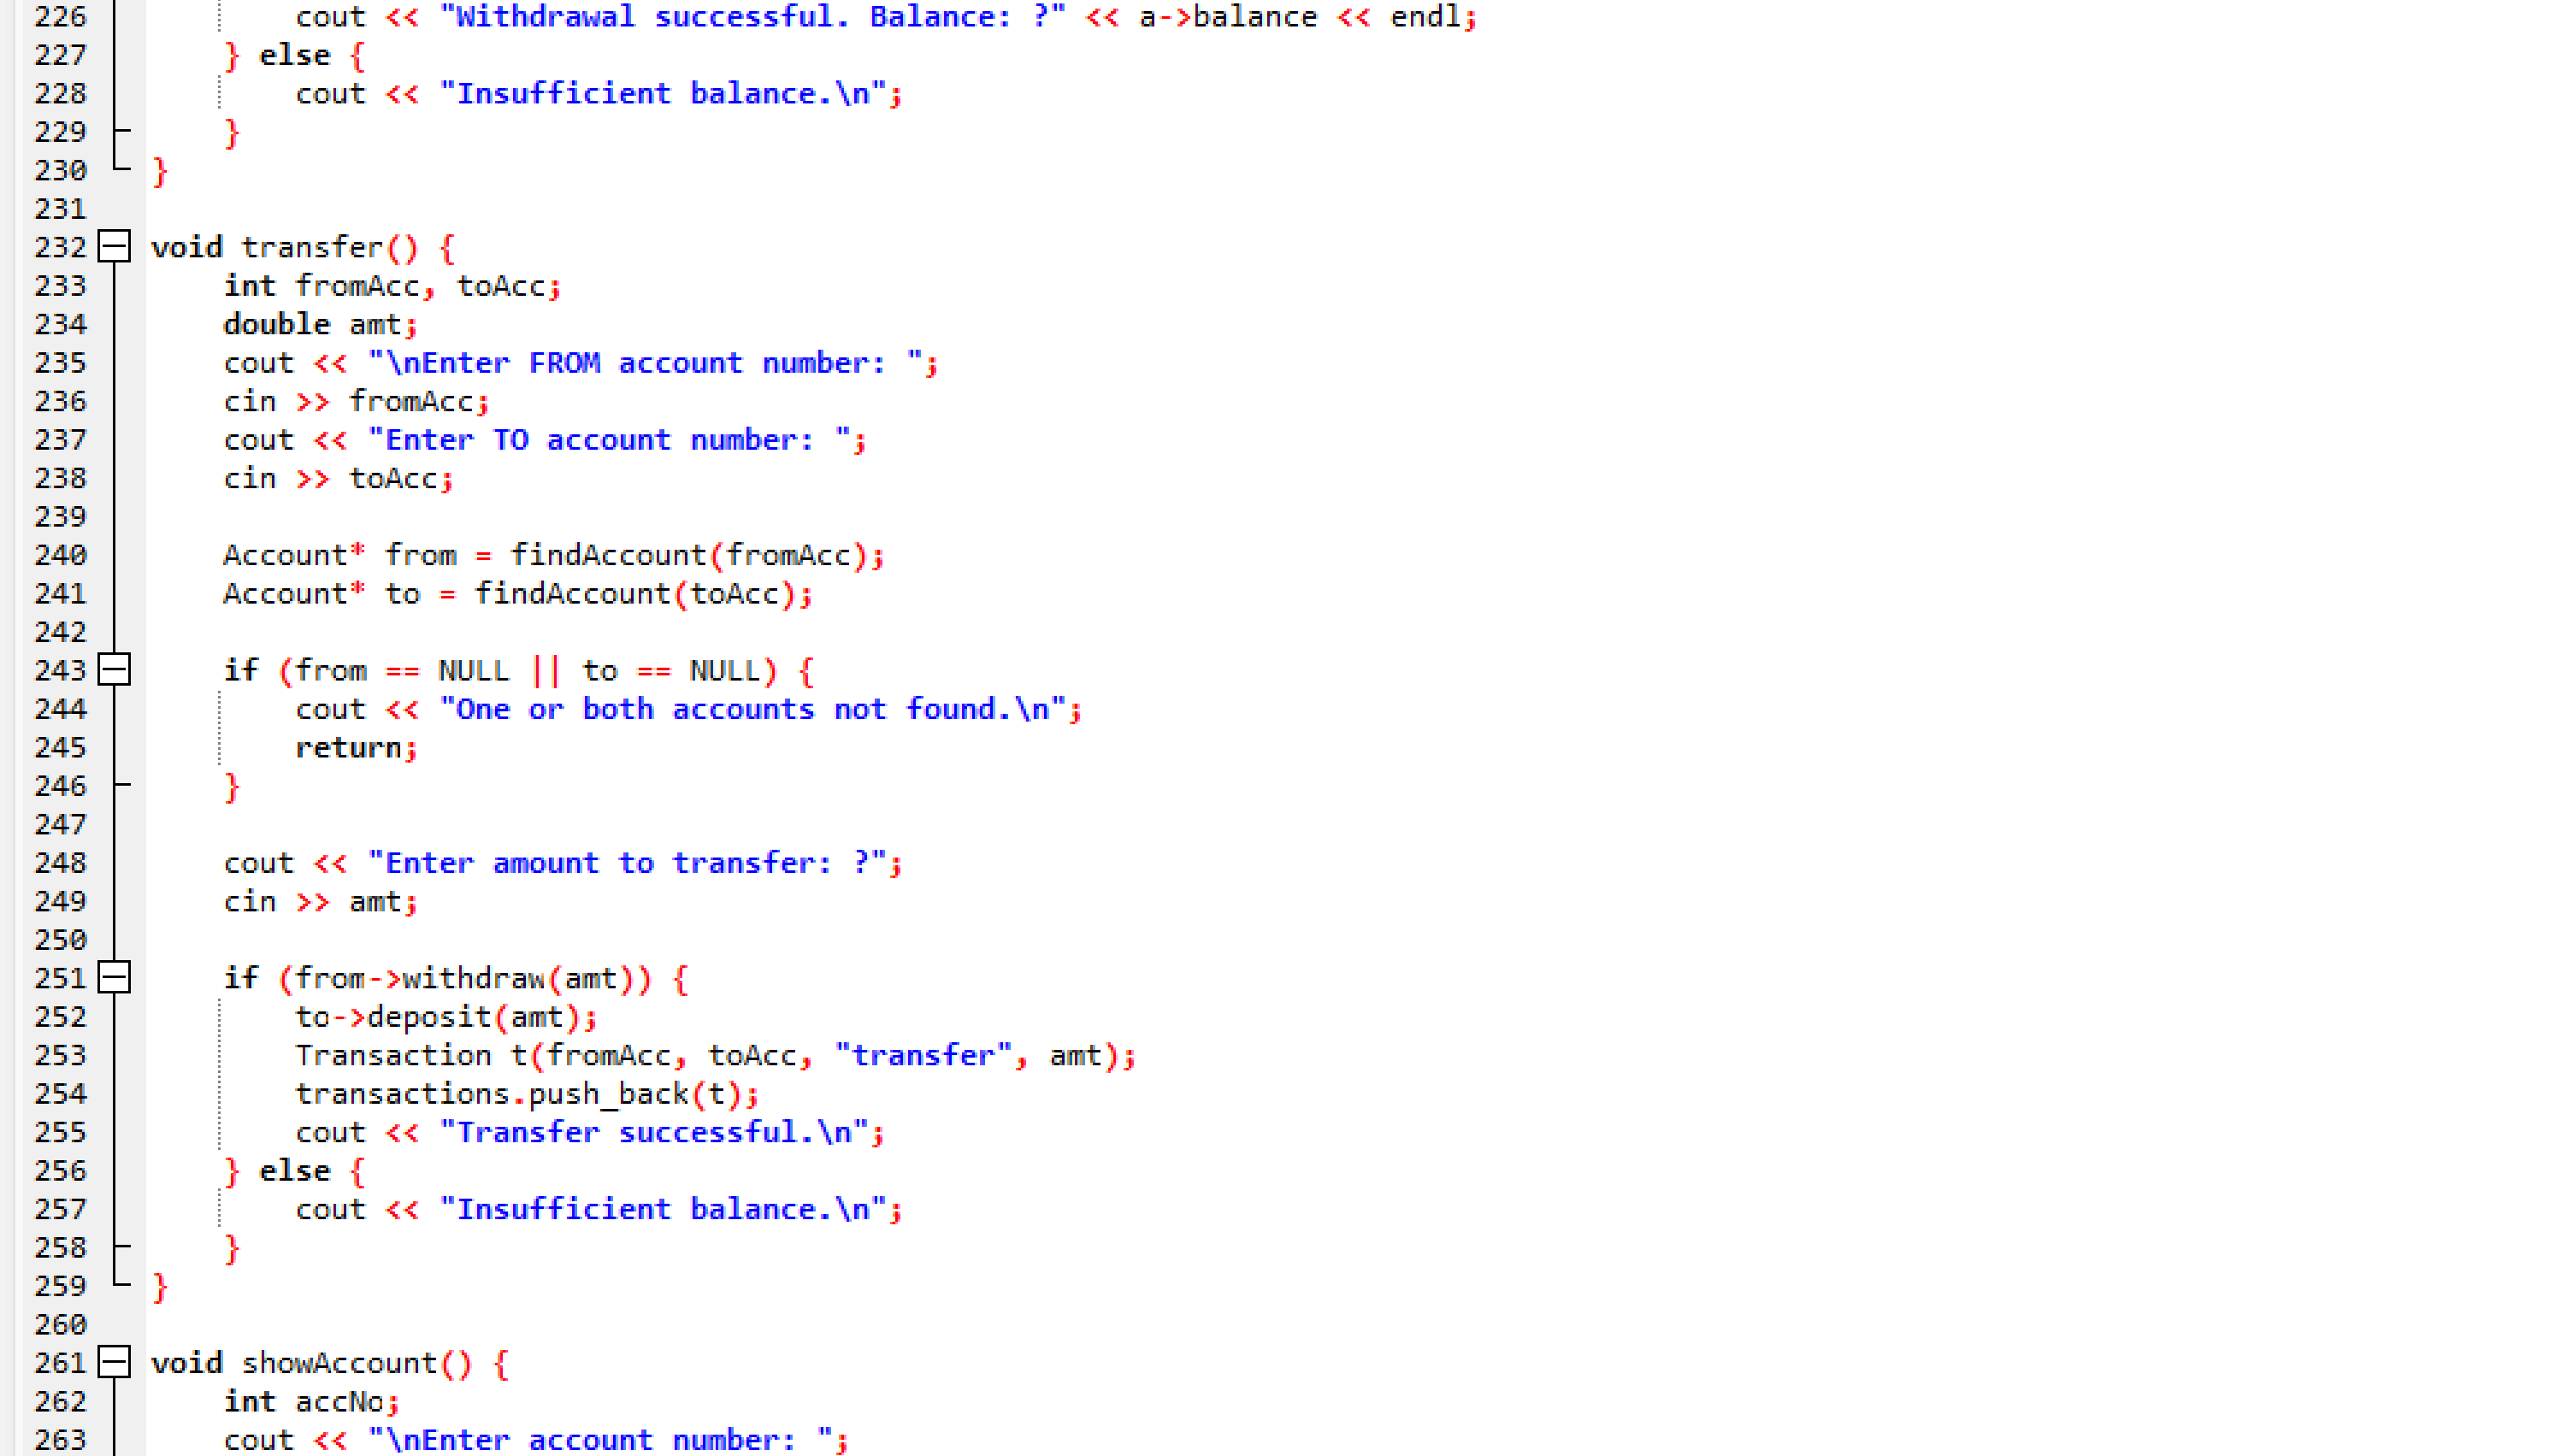 226 cout << "Withdrawal successful. Balance: ?" << a->balance << endl;
227 } else {
228 cout << "Insufficient balance.\n";
229 }
230 }
231
232 void transfer() {
233 int fromAcc, toAcc;
234 double amt;
235 cout << "\nEnter FROM account number: ";
236 cin >> fromAcc;
237 cout << "Enter TO account number: ";
238 cin >> toAcc;
239
240 Account* from = findAccount(fromAcc);
241 Account* to = findAccount(toAcc);
242
243 if (from == NULL || to == NULL) {
244 cout << "One or both accounts not found.\n";
245 return;
246 }
247
248 cout << "Enter amount to transfer: ?";
249 cin >> amt;
250
251 if (from->withdraw(amt)) {
252 to->deposit(amt);
253 Transaction t(fromAcc, toAcc, "transfer", amt);
254 transactions.push_back(t);
255 cout << "Transfer successful.\n";
256 } else {
257 cout << "Insufficient balance.\n";
258 }
259 }
260
261 void showAccount() {
262 int accNo;
263 cout << "\nEnter account number: ";